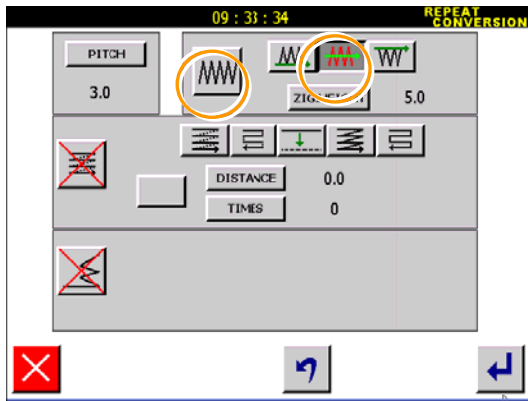 09 : 33 : 34
REPEAT
CONVERSION
PITCH
3.0
5.0
DISTANCE
0.0
TIMES
0